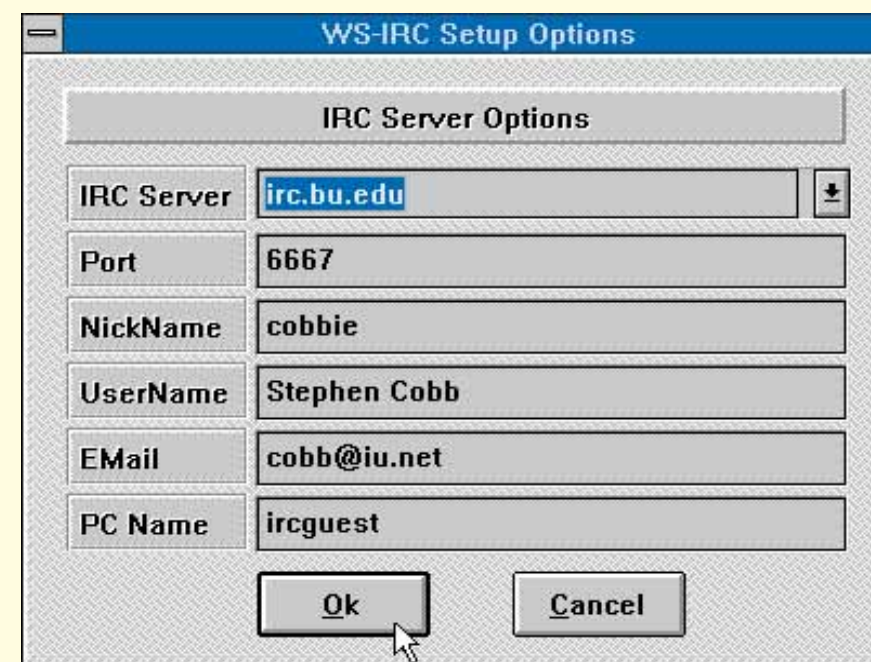 WS-IRC Setup Options
IRC Server Options
IRC Server irc.bu.edu
Port 6667
NickName cobbie
UserName Stephen Cobb
EMail cobb@iu.net
PC Name ircguest
Ok Cancel